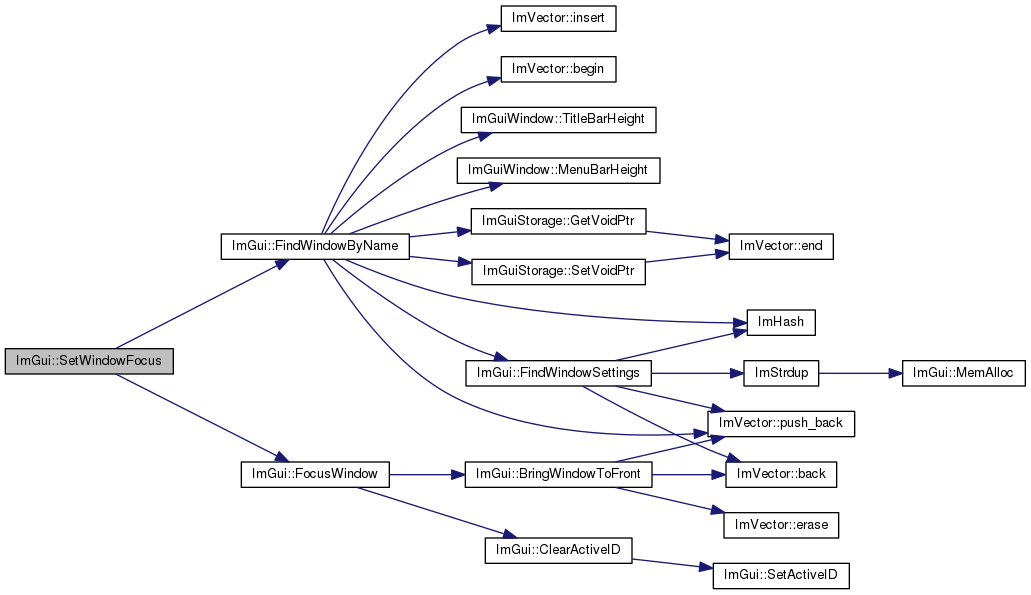 ImVector::insert
ImVector::begin
ImGuiWindow::TitleBarHeight
ImGuiWindow::MenuBarHeight
ImGuiStorage::GetVoidPtr
ImGui::FindWindowByName
ImVector::end
ImGuiStorage::SetVoidPtr
ImHash
ImGui::SetWindowFocus
ImGui::FindWindowSettings
ImStrdup
ImGui::MemAlloc
ImVector::push_back
ImGui::FocusWindow
ImGui::BringWindowToFront
ImVector::back
ImVector::erase
ImGui::ClearActiveID
ImGui::SetActiveID